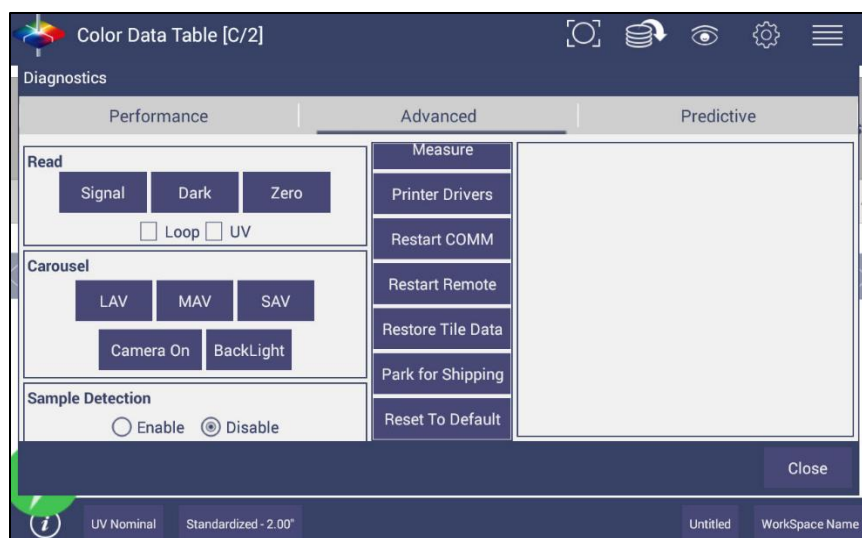 Color Data Table [C/2]
Diagnostics
Performance
Advanced
Predictive
Read
Signal Dark Zero
Loop UV
Carousel
LAV MAV SAV
Camera On BackLight
Sample Detection
Enable Disable
Measure
Printer Drivers
Restart COMM
Restart Remote
Restore Tile Data
Park for Shipping
Reset To Default
Close
i UV Nominal Standardized - 2.00° Untitled WorkSpace Name